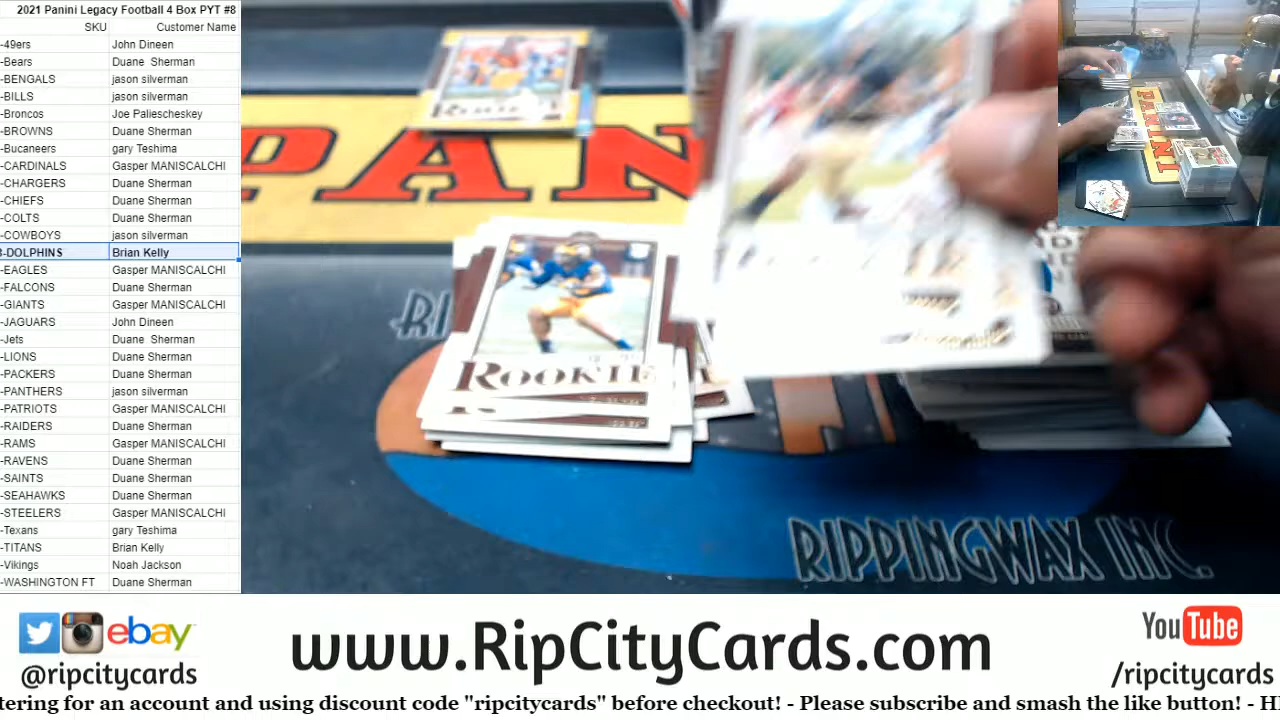 2021 Panini Legacy Football 4 Box PYT #8
SKU Customer Name
-49ers John Dineen
-Bears Duane Sherman
-BENGALS jason silverman
-BILLS jason silverman
-Broncos Joe Paliescheskey
-BROWNS Duane Sherman
-Bucaneers gary Teshima
-CARDINALS Gasper MANISCALCHI
-CHARGERS Duane Sherman
-CHIEFS Duane Sherman
-COLTS Duane Sherman
-COWBOYS jason silverman
-DOLPHINS Brian Kelly
-EAGLES Gasper MANISCALCHI
-FALCONS Duane Sherman
-GIANTS Gasper MANISCALCHI
-JAGUARS John Dineen
-Jets Duane Sherman
-LIONS Duane Sherman
-PACKERS Duane Sherman
-PANTHERS jason silverman
-PATRIOTS Gasper MANISCALCHI
-RAIDERS Duane Sherman
-RAMS Gasper MANISCALCHI
-RAVENS Duane Sherman
-SAINTS Duane Sherman
-SEAHAWKS Duane Sherman
-STEELERS Gasper MANISCALCHI
-Texans gary Teshima
-TITANS Brian Kelly
-Vikings Noah Jackson
-WASHINGTON FT Duane Sherman
ROOKIE
PAN
RIP
ROOKIE
RIPPINGWAX INC.
PANINI
ebay
@ripcitycards
www.RipCityCards.com
YouTube
/ripcitycards
tering for an account and using discount code "ripcitycards" before checkout! - Please subscribe and smash the like button! - H